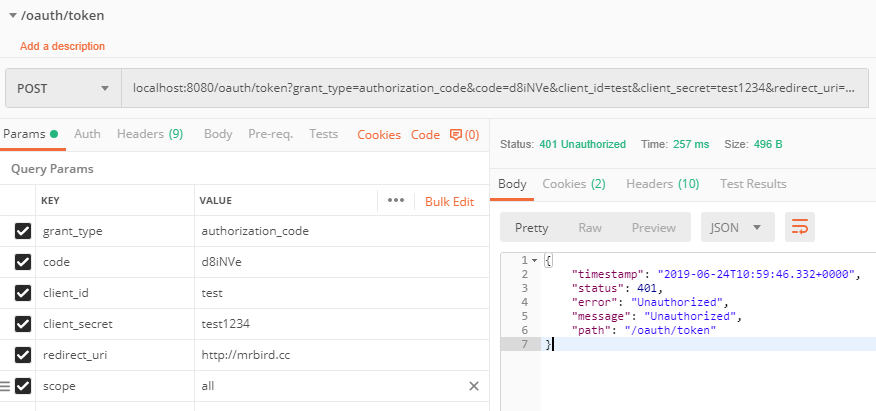 /oauth/token
Add a description
POST localhost:8080/oauth/token?grant_type=authorization_code&code=d8iNVe&client_id=test&client_secret=test1234&redirect_uri=...
Params Auth Headers (9) Body Pre-req. Tests Cookies Code (0)
Query Params
KEY VALUE ••• Bulk Edit
grant_type authorization_code
code d8iNVe
client_id test
client_secret test1234
redirect_uri http://mrbird.cc
scope all
Status: 401 Unauthorized Time: 257 ms Size: 496 B
Body Cookies (2) Headers (10) Test Results
Pretty Raw Preview JSON
1 {
2 "timestamp": "2019-06-24T10:59:46.332+0000",
3 "status": 401,
4 "error": "Unauthorized",
5 "message": "Unauthorized",
6 "path": "/oauth/token"
7 }